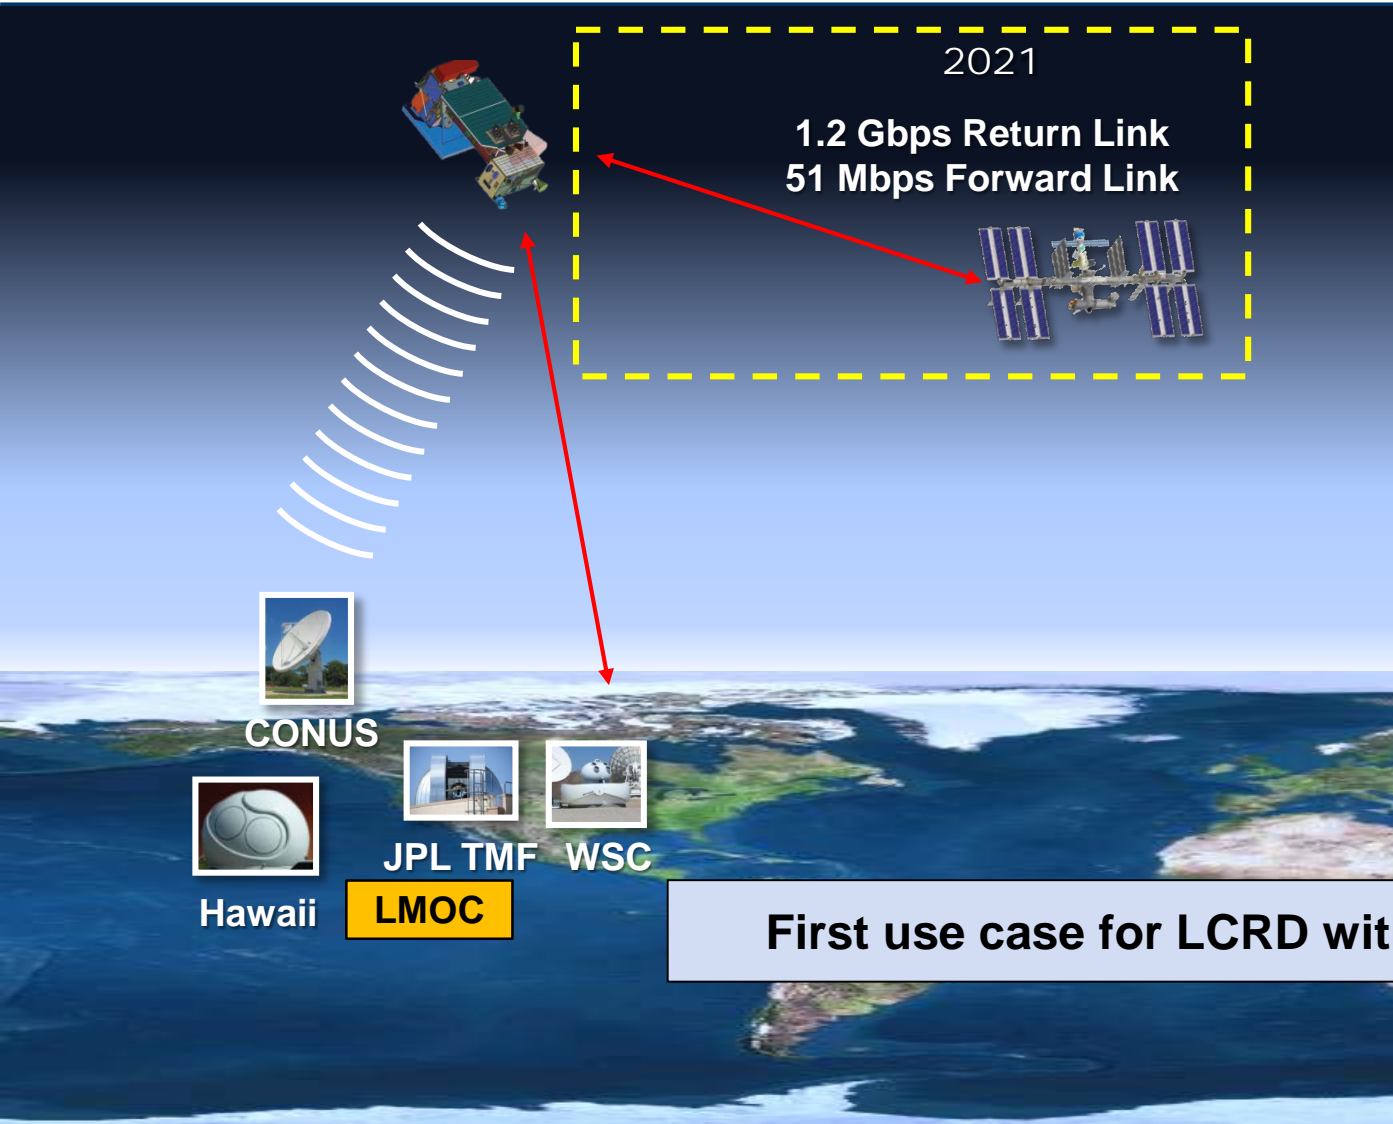 2021
1.2 Gbps Return Link
51 Mbps Forward Link
CONUS
JPL TMF
WSC
Hawaii
LMOC
First use case for LCRD wit